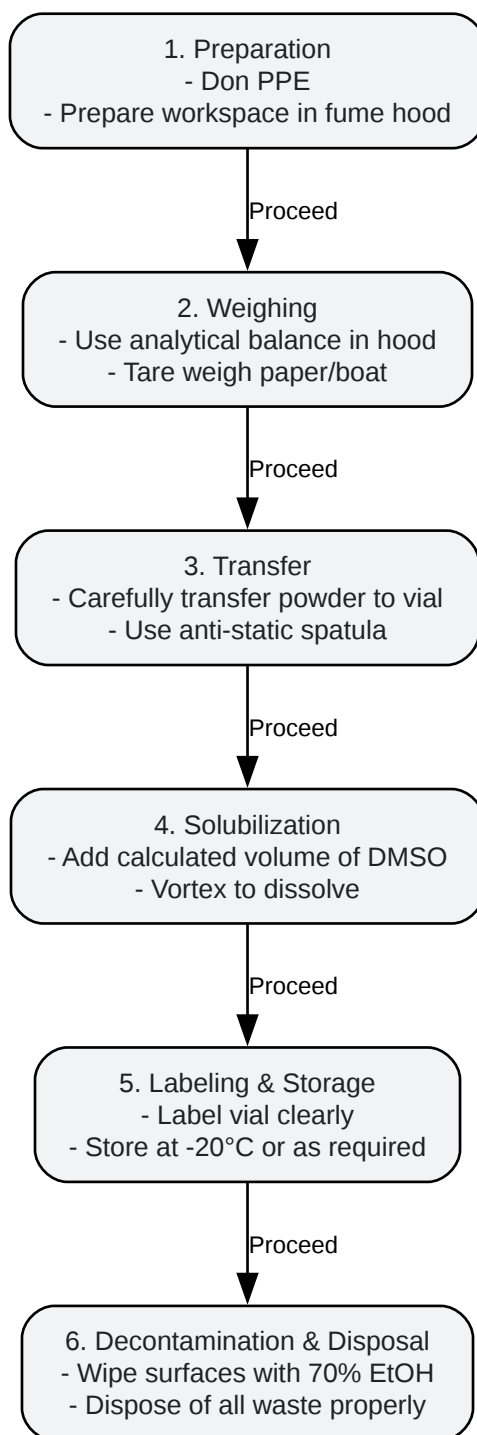 1. Preparation
- Don PPE
- Prepare workspace in fume hood
Proceed
2. Weighing
- Use analytical balance in hood
- Tare weigh paper/boat
Proceed
3. Transfer
- Carefully transfer powder to vial
- Use anti-static spatula
Proceed
4. Solubilization
- Add calculated volume of DMSO
- Vortex to dissolve
Proceed
5. Labeling & Storage
- Label vial clearly
- Store at -20°C or as required
Proceed
6. Decontamination & Disposal
- Wipe surfaces with 70% EtOH
- Dispose of all waste properly